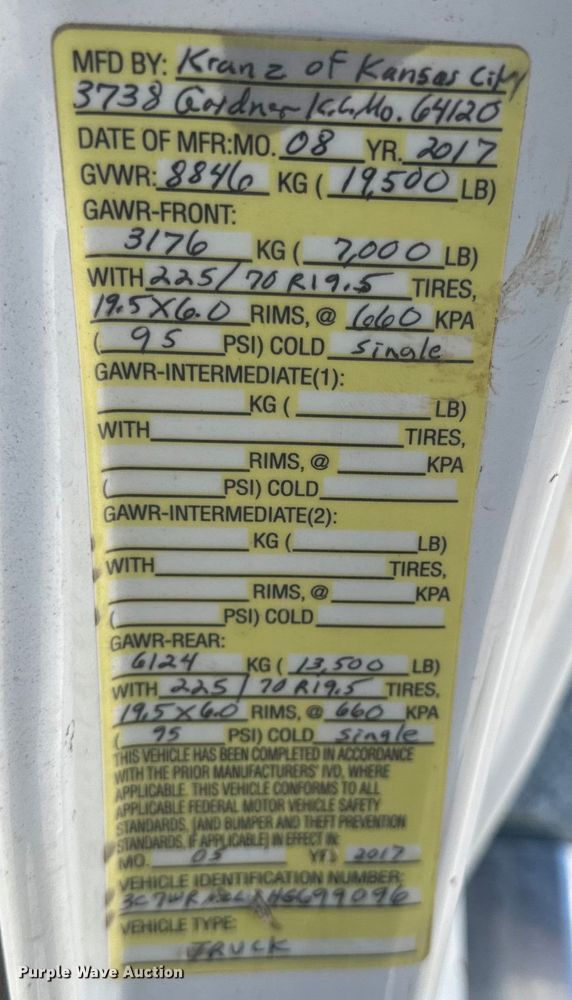 MFD BY: Kranz of Kansas City
3738 Gardner K.C. Mo. 64120
DATE OF MFR: MO. 08 YR. 2017
GVWR: 8846 KG ( 19,500 LB)
GAWR-FRONT:
3176 KG ( 7,000 LB)
WITH 225/70 R19.5 TIRES,
19.5X6.0 RIMS, @ 660 KPA
( 95 PSI) COLD single
GAWR-INTERMEDIATE(1):
KG ( LB)
WITH TIRES,
RIMS, @ KPA
( PSI) COLD
GAWR-INTERMEDIATE(2):
KG ( LB)
WITH TIRES,
RIMS, @ KPA
( PSI) COLD
GAWR-REAR:
6124 KG ( 13,500 LB)
WITH 225/70 R19.5 TIRES,
19.5X6.0 RIMS, @ 660 KPA
( 95 PSI) COLD single
THIS VEHICLE HAS BEEN COMPLETED IN ACCORDANCE
WITH THE PRIOR MANUFACTURERS' IVD, WHERE
APPLICABLE. THIS VEHICLE CONFORMS TO ALL
APPLICABLE FEDERAL MOTOR VEHICLE SAFETY
STANDARDS, [AND BUMPER AND THEFT PREVENTION
STANDARDS, IF APPLICABLE] IN EFFECT IN:
MO. 05 2017
VEHICLE IDENTIFICATION NUMBER:
VEHICLE TYPE:
TRUCK
Purple Wave Auction